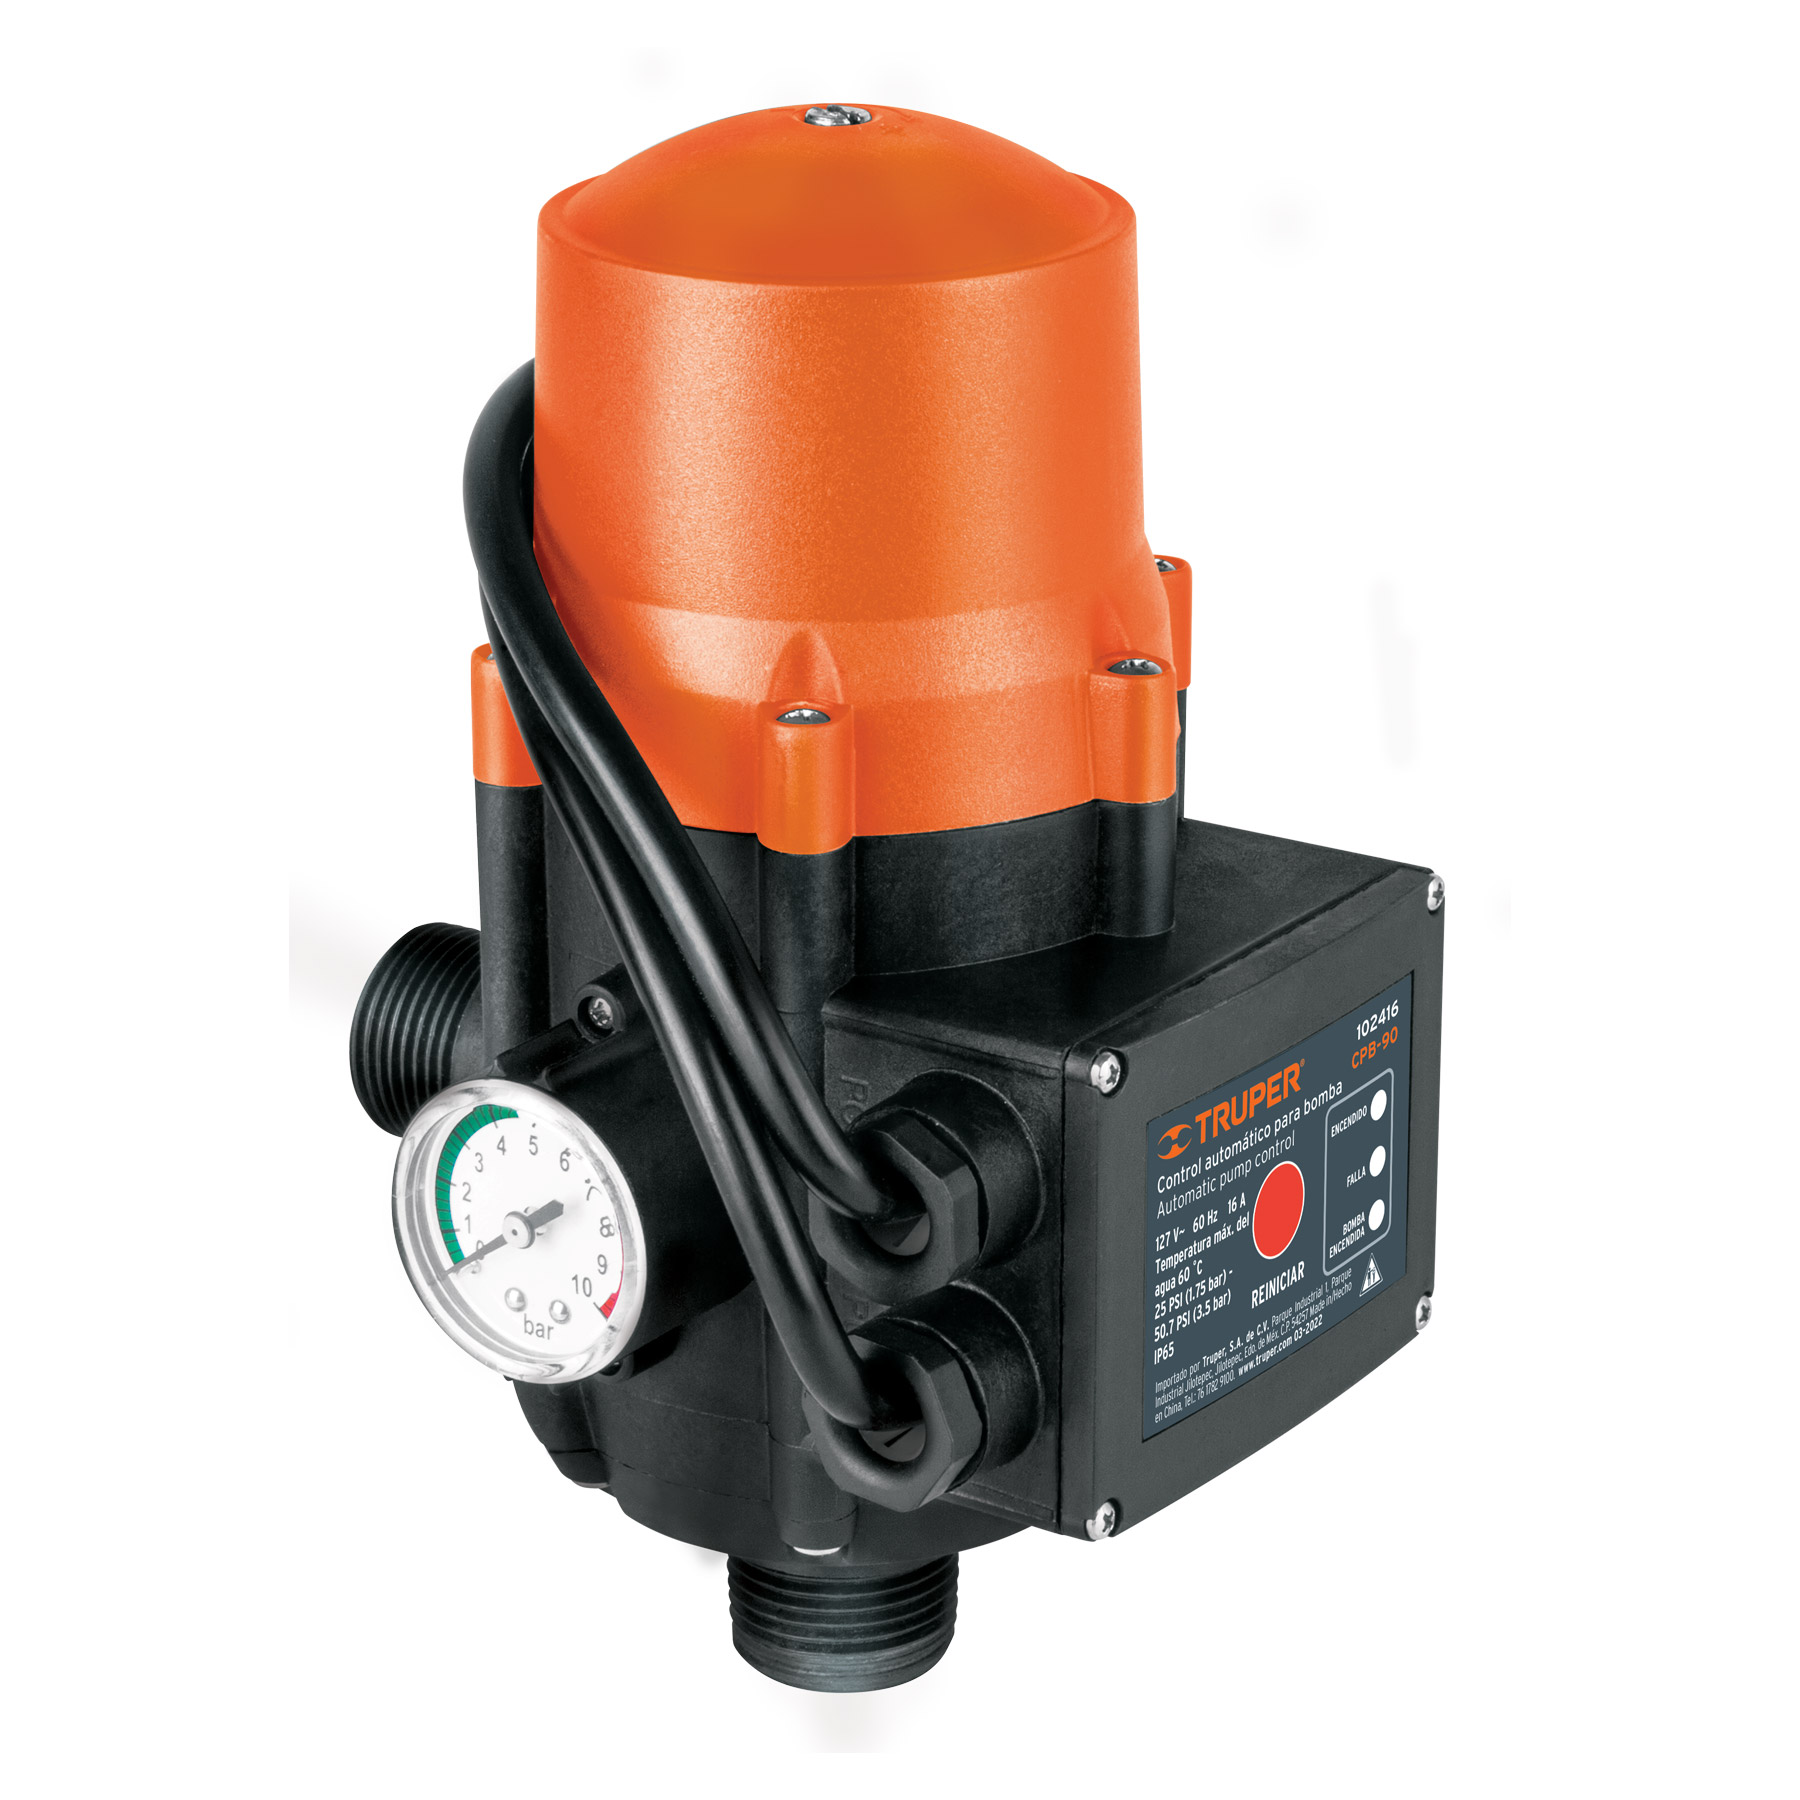 102416
CPB-90
TRUPER®
Control automático para bomba
Automatic pump control
127 V~ 60 Hz 16 A
Temperatura máx. del
agua 60 °C
25 PSI (1.75 bar) -
50.7 PSI (3.5 bar)
IP65
REINICIAR
ENCENDIDO
FALLA
BOMBA
ENCENDIDA
Importado por Truper, S.A. de C.V. Parque Industrial 1, Parque
Industrial Jilotepec, Jilotepec, Edo. de Méx. C.P. 54257 Made in/Hecho
en China, Tel.: 76 1782 9100. www.truper.com 03-2022
0
1
2
3
4
5
6
7
8
9
10
bar